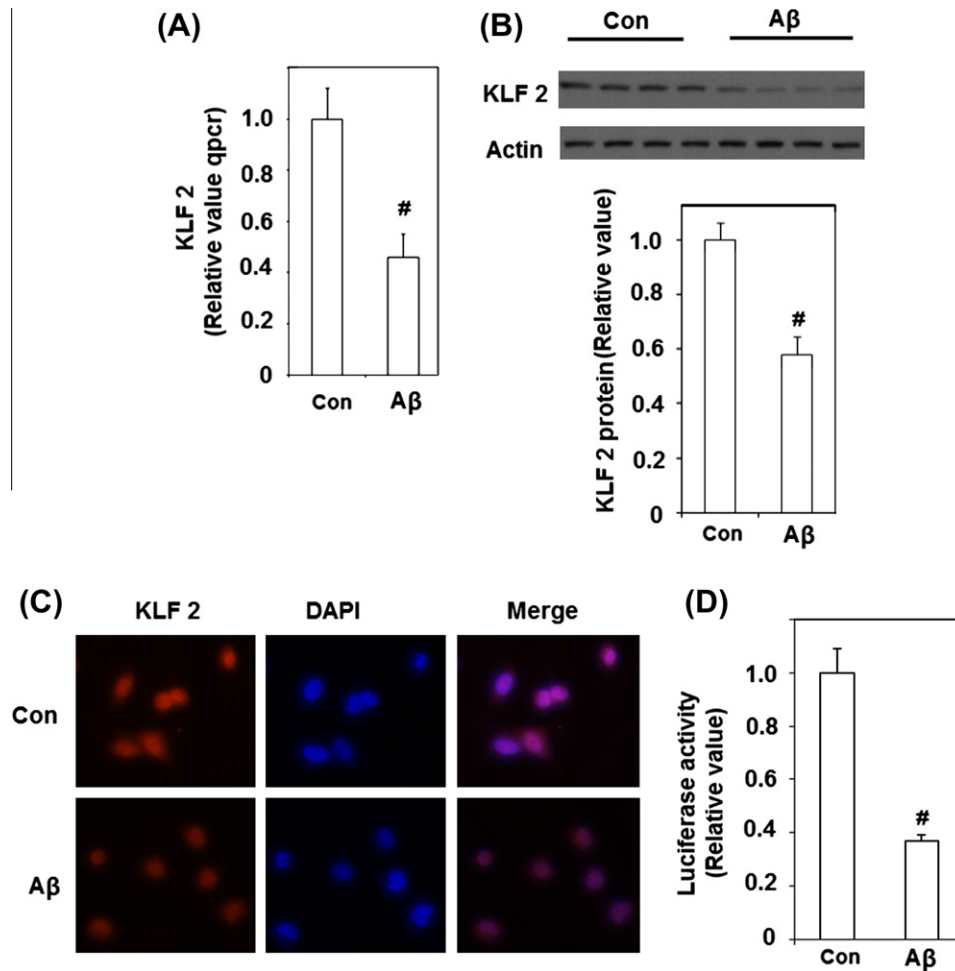 (A)
KLF 2
(Relative value qpcr)
1.0
0.8
0.6
0.4
0.2
0
#
Con
Aβ
(B)
Con
Aβ
KLF 2
Actin
KLF 2 protein (Relative value)
1.0
0.8
0.6
0.4
0.2
0
#
Con
Aβ
(C)
KLF 2
DAPI
Merge
Con
Aβ
(D)
Luciferase activity
(Relative value)
1.0
0.8
0.6
0.4
0.2
0
#
Con
Aβ